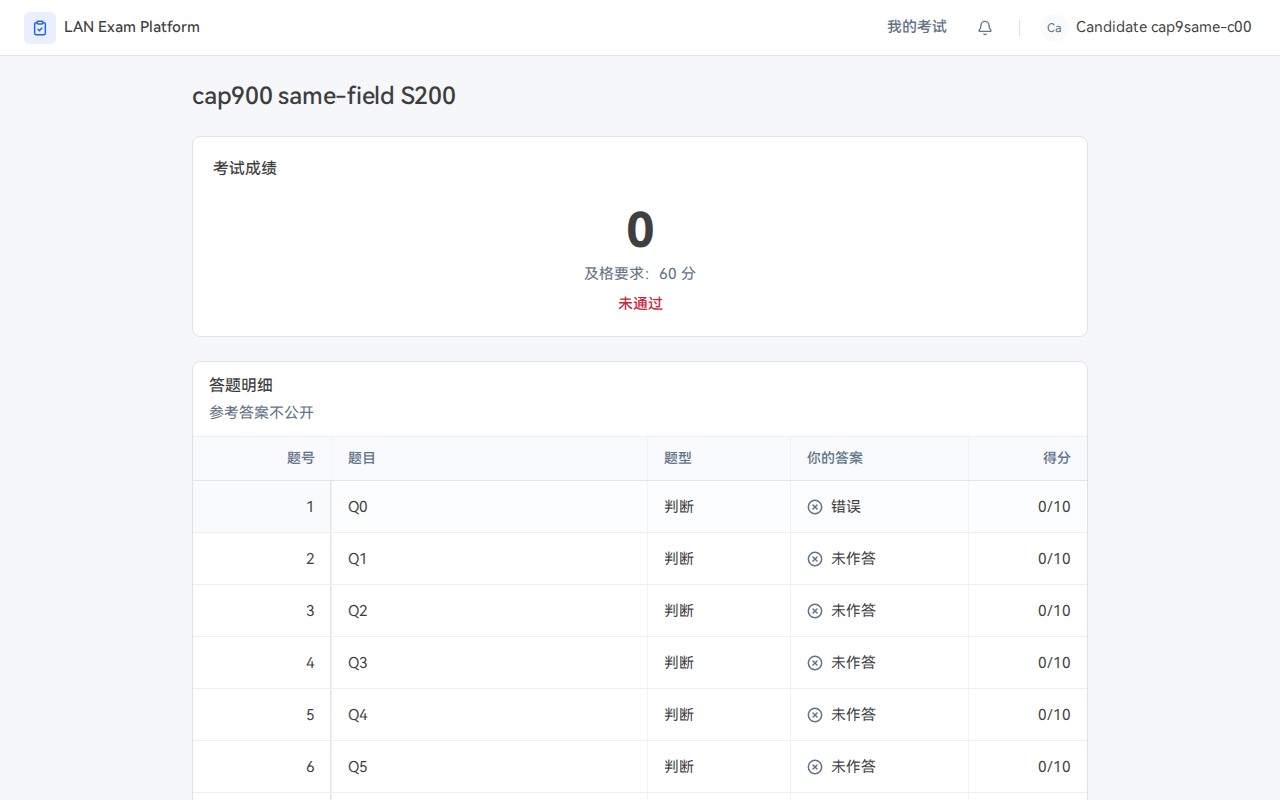 LAN Exam Platform 我的考试 Ca Candidate cap9same-c00
cap900 same-field S200
考试成绩
0
及格要求：60 分
未通过
答题明细
参考答案不公开
题号 题目 题型 你的答案 得分
1 Q0 判断 错误 0/10
2 Q1 判断 未作答 0/10
3 Q2 判断 未作答 0/10
4 Q3 判断 未作答 0/10
5 Q4 判断 未作答 0/10
6 Q5 判断 未作答 0/10